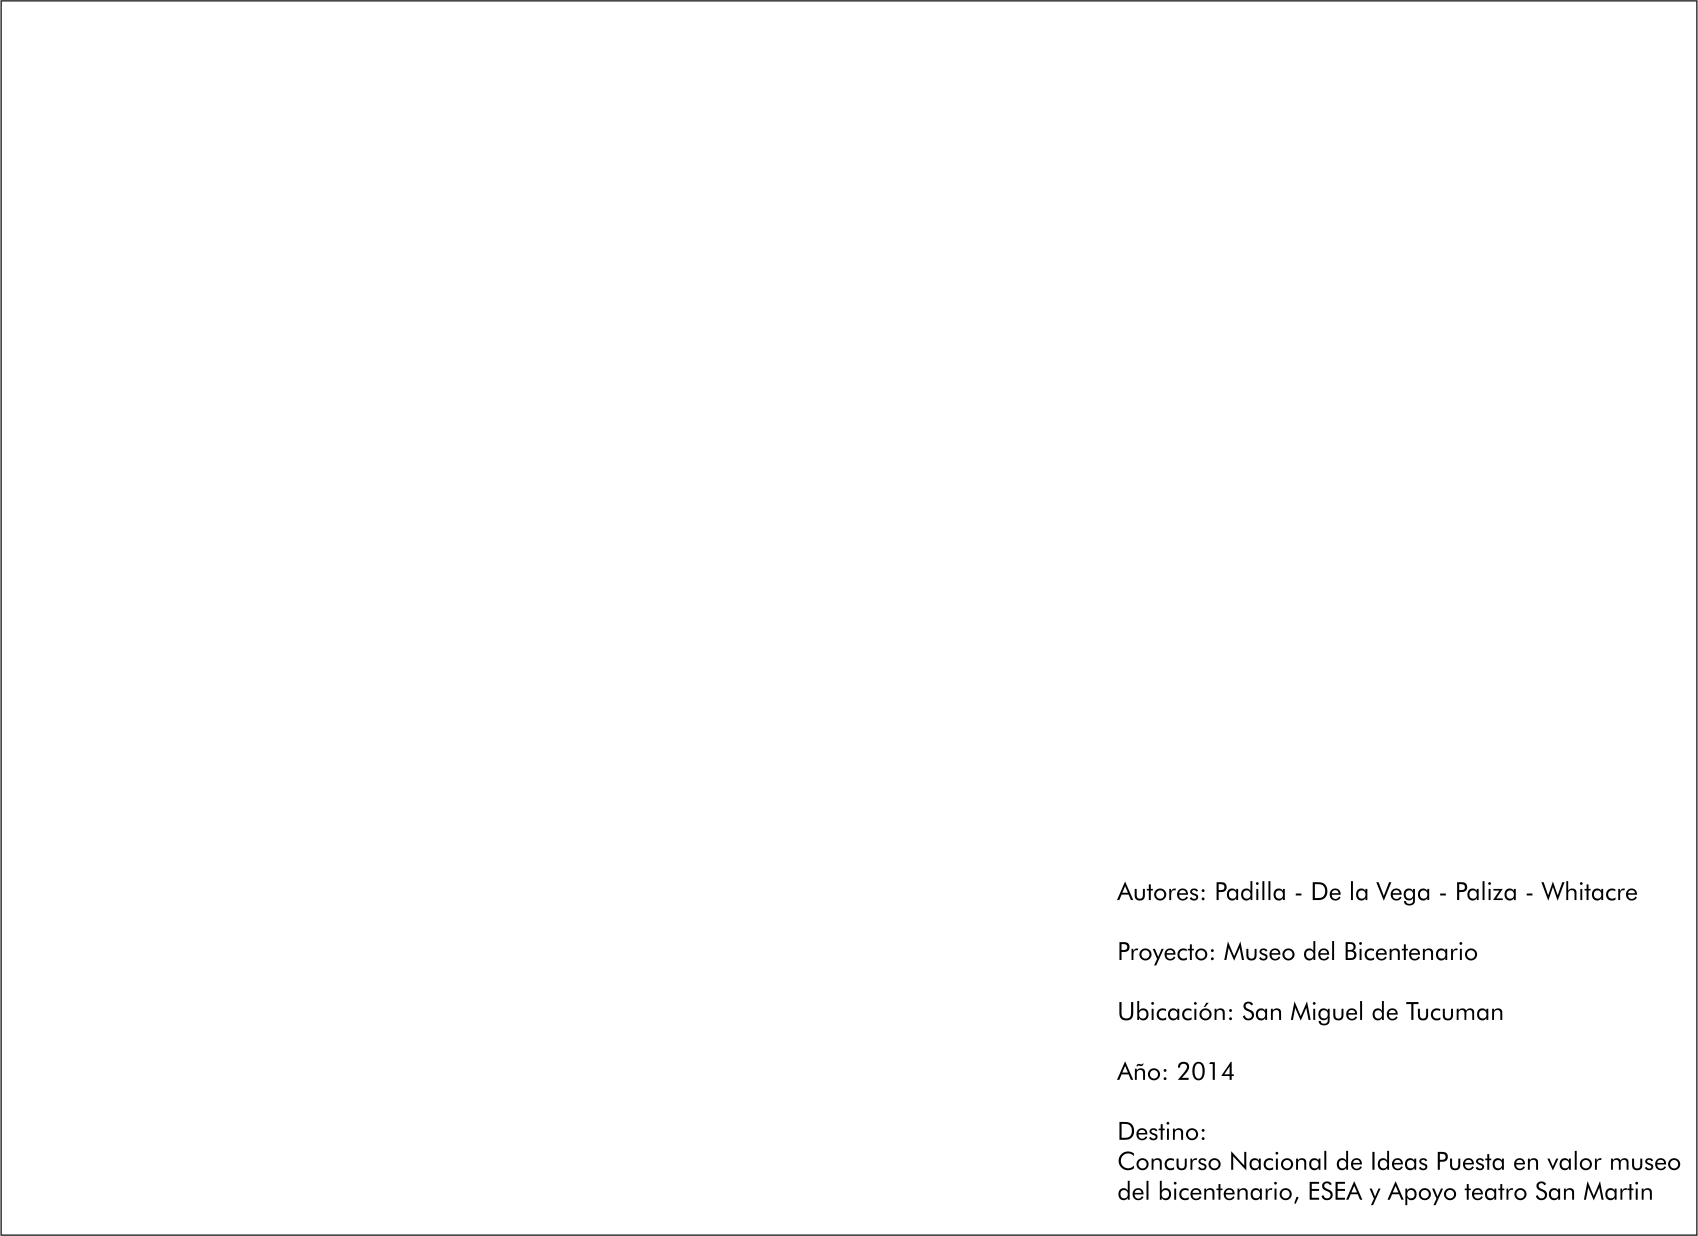 Autores: Padilla - De la Vega - Paliza - Whitacre
Proyecto: Museo del Bicentenario
Ubicación: San Miguel de Tucuman
Año: 2014
Destino:
Concurso Nacional de Ideas Puesta en valor museo
del bicentenario, ESEA y Apoyo teatro San Martin